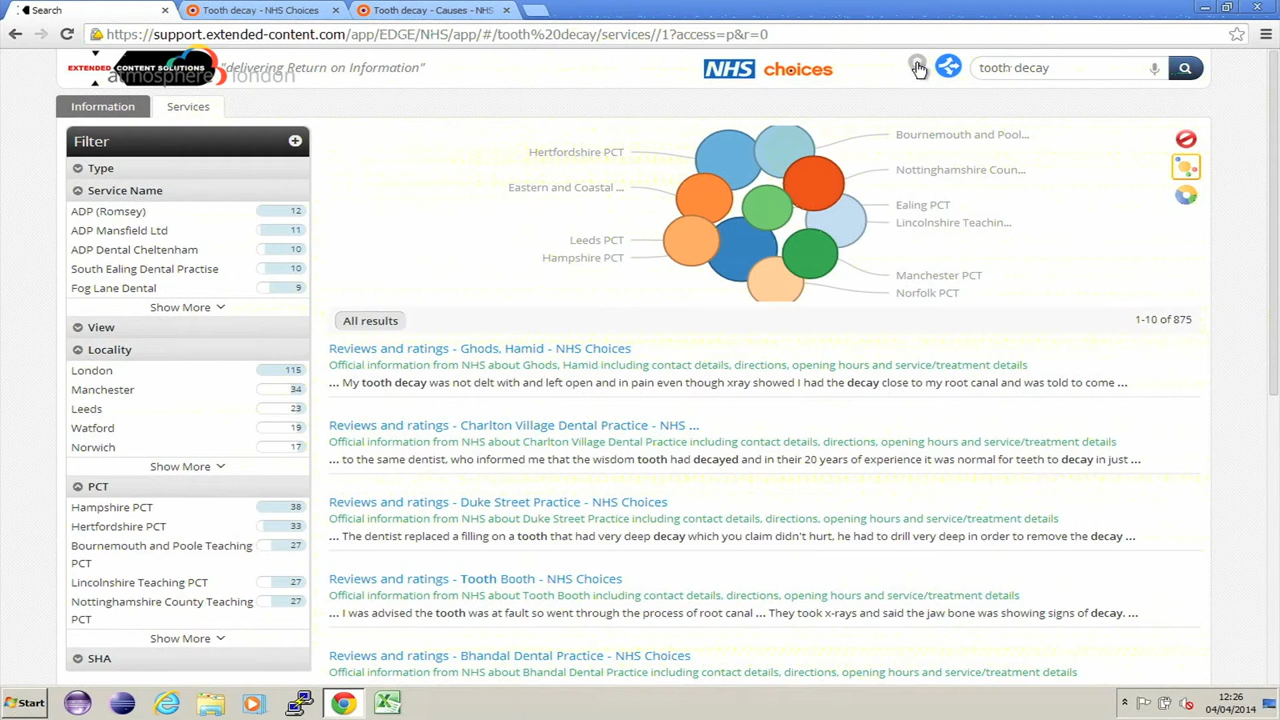 Search
Tooth decay - NHS Choices
Tooth decay - Causes - NHS
https://support.extended-content.com/app/EDGE/NHS/app/#/tooth%20decay/services//1?access=p&r=0
EXTENDED CONTENT SOLUTIONS
atmosphere london
"delivering Return on Information"
NHS choices
tooth decay
Information
Services
Filter
Type
Service Name
ADP (Romsey) 12
ADP Mansfield Ltd 11
ADP Dental Cheltenham 10
South Ealing Dental Practise 10
Fog Lane Dental 9
Show More
View
Locality
London 115
Manchester 34
Leeds 23
Watford 19
Norwich 17
Show More
PCT
Hampshire PCT 38
Hertfordshire PCT 33
Bournemouth and Poole Teaching 27
PCT
Lincolnshire Teaching PCT 27
Nottinghamshire County Teaching 27
PCT
Show More
SHA
Hertfordshire PCT
Eastern and Coastal ...
Leeds PCT
Hampshire PCT
Bournemouth and Pool...
Nottinghamshire Coun...
Ealing PCT
Lincolnshire Teachin...
Manchester PCT
Norfolk PCT
All results
1-10 of 875
Reviews and ratings - Ghods, Hamid - NHS Choices
Official information from NHS about Ghods, Hamid including contact details, directions, opening hours and service/treatment details
... My tooth decay was not delt with and left open and in pain even though xray showed I had the decay close to my root canal and was told to come ...
Reviews and ratings - Charlton Village Dental Practice - NHS ...
Official information from NHS about Charlton Village Dental Practice including contact details, directions, opening hours and service/treatment details
... to the same dentist, who informed me that the wisdom tooth had decayed and in their 20 years of experience it was normal for teeth to decay in just ...
Reviews and ratings - Duke Street Practice - NHS Choices
Official information from NHS about Duke Street Practice including contact details, directions, opening hours and service/treatment details
... The dentist replaced a filling on a tooth that had very deep decay which you claim didn't hurt, he had to drill very deep in order to remove the decay ...
Reviews and ratings - Tooth Booth - NHS Choices
Official information from NHS about Tooth Booth including contact details, directions, opening hours and service/treatment details
... I was advised the tooth was at fault so went through the process of root canal ... They took x-rays and said the jaw bone was showing signs of decay. ...
Reviews and ratings - Bhandal Dental Practice - NHS Choices
Official information from NHS about Bhandal Dental Practice including contact details, directions, opening hours and service/treatment details
Start
12:26
04/04/2014